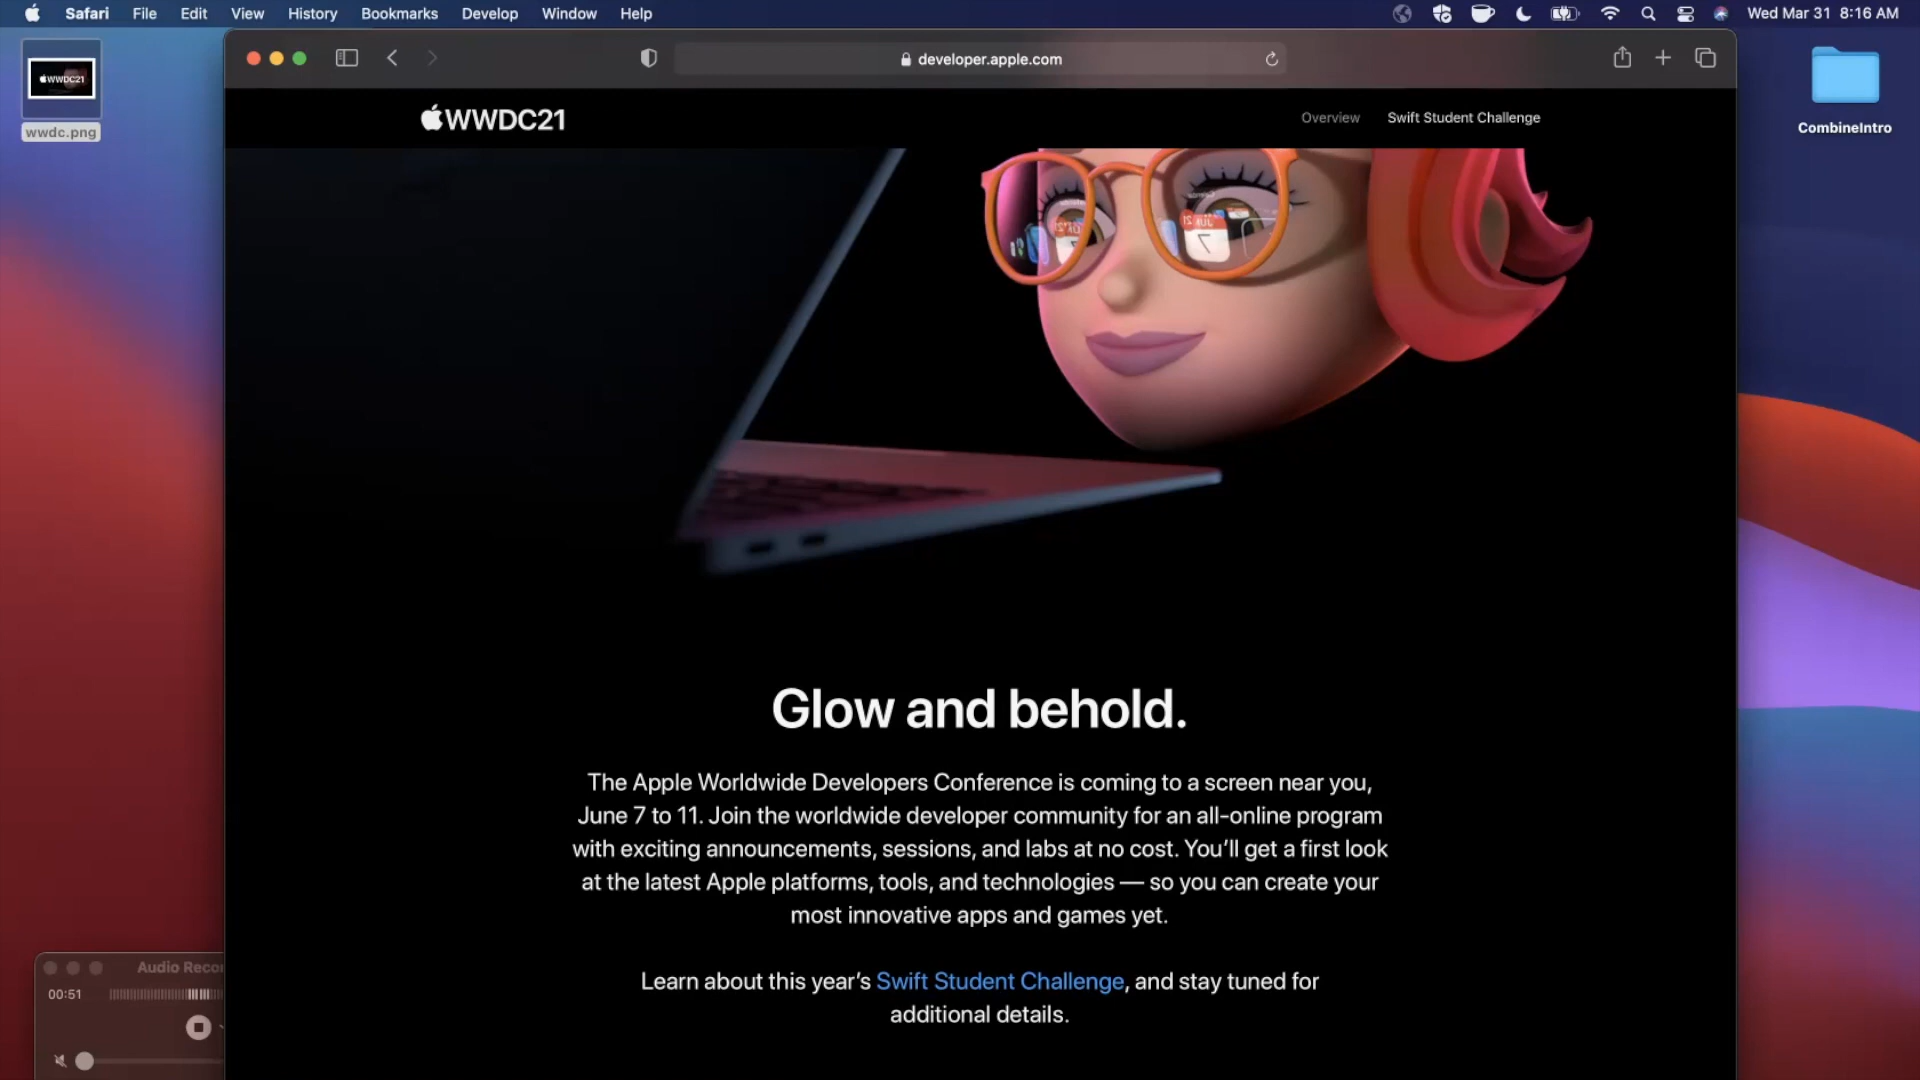 Safari File Edit View History Bookmarks Develop Window Help Wed Mar 31 8:16 AM
wwdc.png
WWDC21
developer.apple.com
CombineIntro
WWDC21 Overview Swift Student Challenge
Glow and behold.
The Apple Worldwide Developers Conference is coming to a screen near you,
June 7 to 11. Join the worldwide developer community for an all-online program
with exciting announcements, sessions, and labs at no cost. You’ll get a first look
at the latest Apple platforms, tools, and technologies — so you can create your
most innovative apps and games yet.
Learn about this year’s Swift Student Challenge, and stay tuned for
additional details.
Audio Recor
00:51